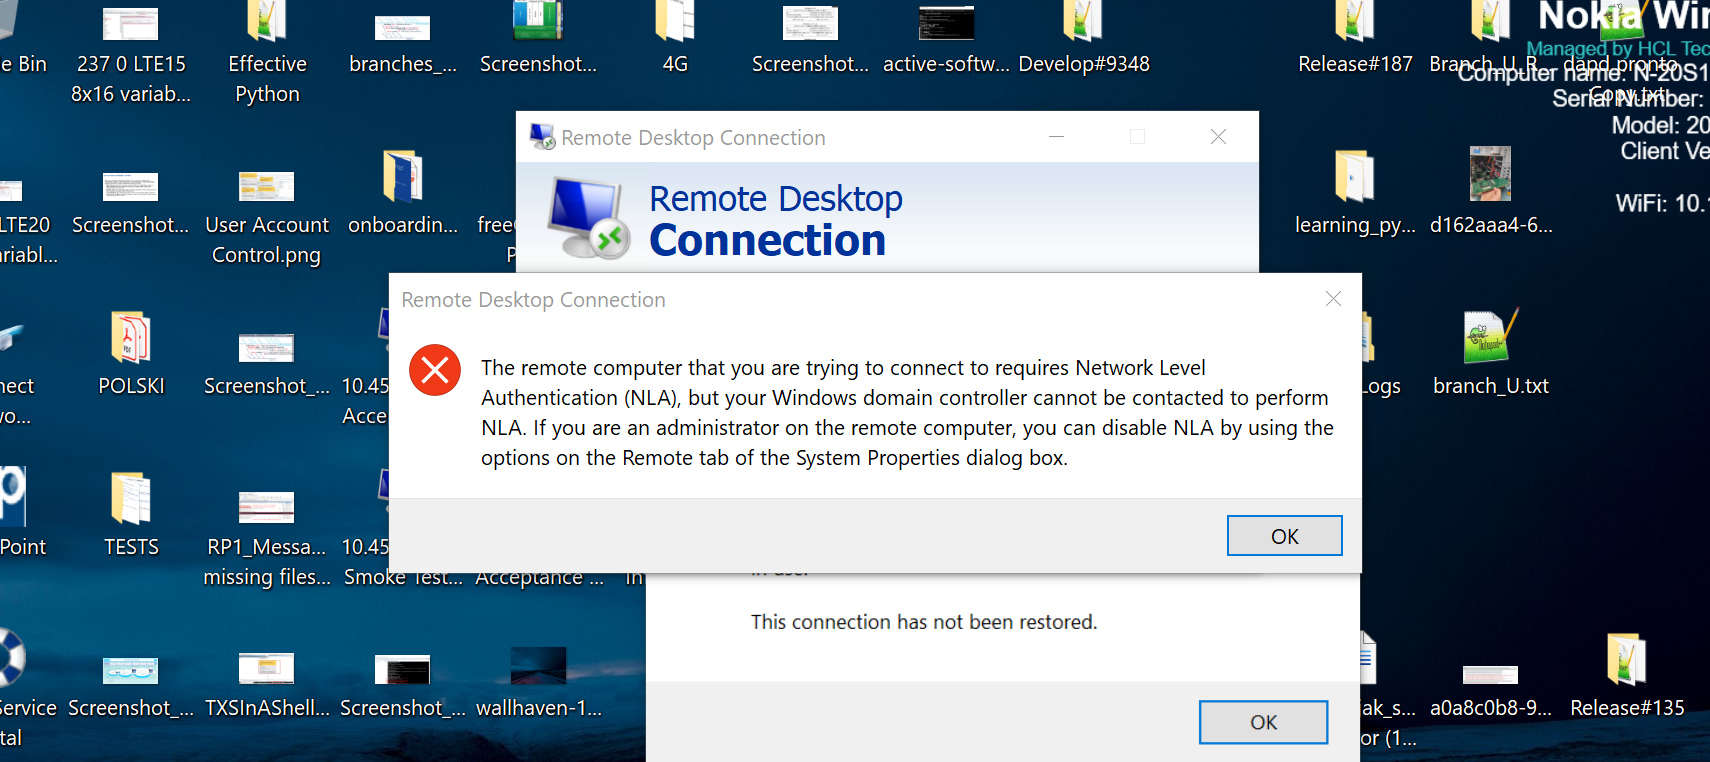 e Bin
237 0 LTE15
8x16 variab...
Effective
Python
branches_...
Screenshot...
4G
Screenshot...
active-softw...
Develop#9348
Release#187
Branch_U_R...
dapd pronto
Copy.txt
Nokia Win
Managed by HCL Tec
Computer name: N-20S1
Serial Number:
Model: 20
Client Ve
WiFi: 10.1
Remote Desktop Connection
Remote Desktop
Connection
LTE20
riabl...
Screenshot...
User Account
Control.png
onboardin...
free
P
learning_py...
d162aaa4-6...
Remote Desktop Connection
The remote computer that you are trying to connect to requires Network Level
Authentication (NLA), but your Windows domain controller cannot be contacted to perform
NLA. If you are an administrator on the remote computer, you can disable NLA by using the
options on the Remote tab of the System Properties dialog box.
OK
nect
wo...
POLSKI
PDF
Screenshot_...
10.45
Acce
Logs
branch_U.txt
Point
TESTS
RP1_Messa...
missing files...
10.45
Smoke Test...
Acceptance ...
In
This connection has not been restored.
OK
Service
tal
Screenshot_...
TXSInAShell...
Screenshot_...
wallhaven-1...
ak_s...
or (1...
a0a8c0b8-9...
Release#135